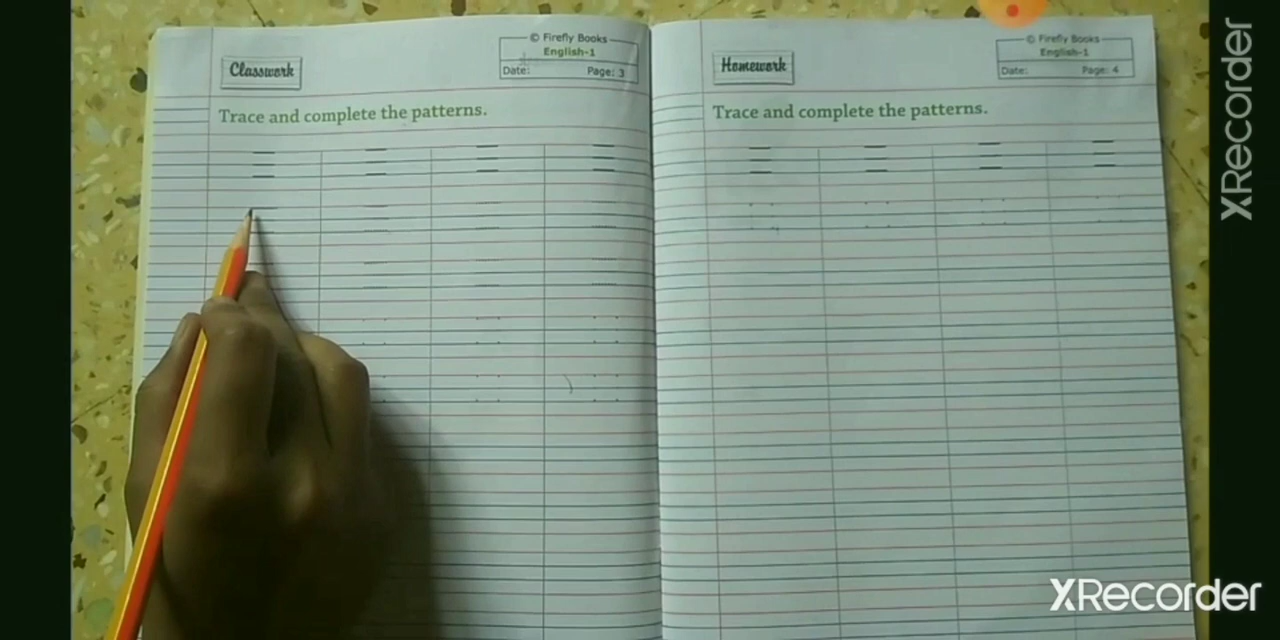 Classwork
© Firefly Books
English-1
Date:
Page: 3
Trace and complete the patterns.
Homework
© Firefly Books
English-1
Date:
Page: 4
Trace and complete the patterns.
XRecorder
XRecorder